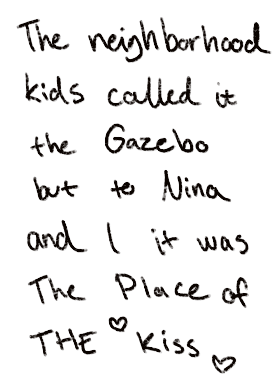 The neighborhood
kids called it
the Gazebo
but to Nina
and I it was
The Place of
THE ♡ Kiss ♡